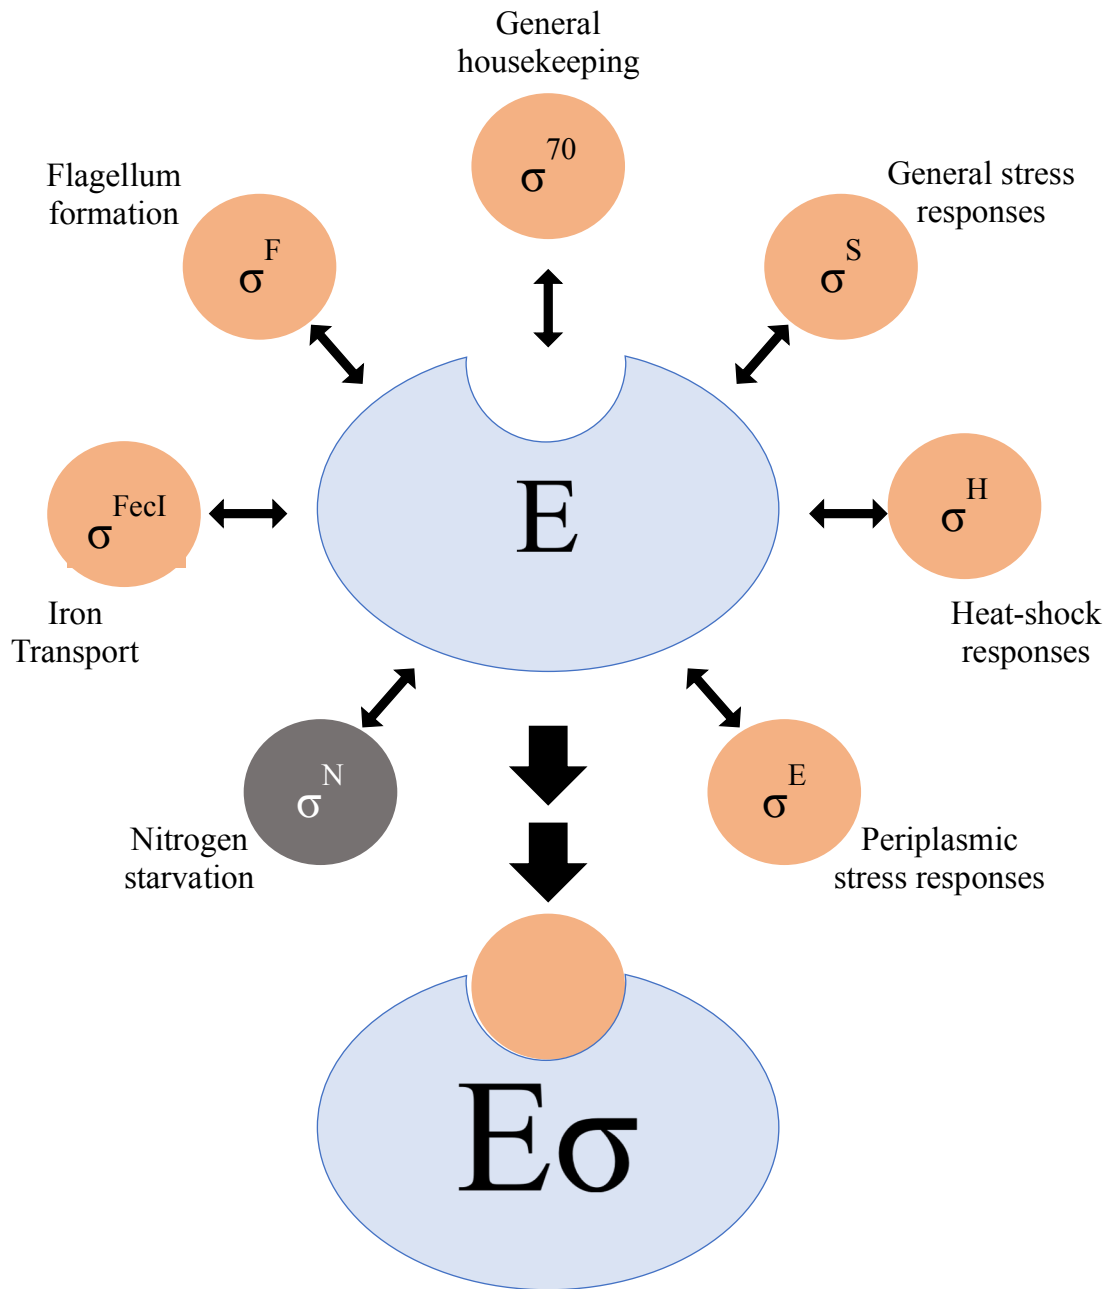 General
housekeeping
σ70
Flagellum
formation
σF
General stress
responses
σS
E
σFecI
Iron
Transport
σH
Heat-shock
responses
σN
Nitrogen
starvation
σE
Periplasmic
stress responses
Eσ